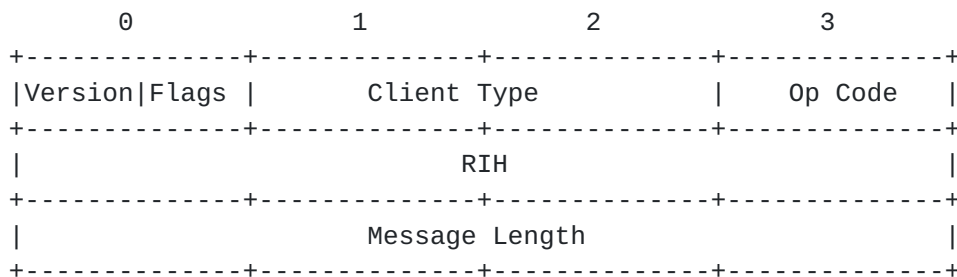 0 1 2 3
+--------------+--------------+--------------+--------------+
|Version|Flags | Client Type | Op Code |
+--------------+--------------+--------------+--------------+
| RIH |
+--------------+--------------+--------------+--------------+
| Message Length |
+--------------+--------------+--------------+--------------+